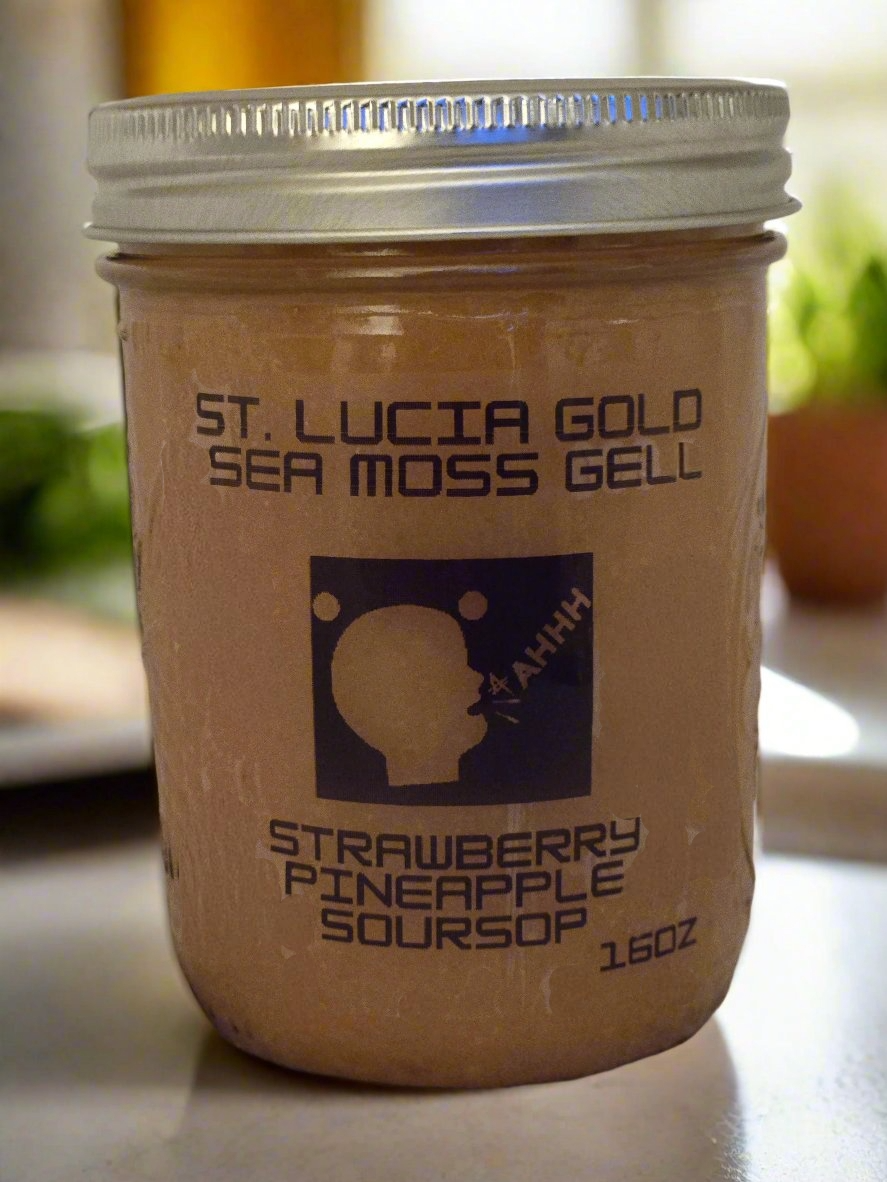 ST. LUCIA GOLD
SEA MOSS GELL
AHHH
STRAWBERRY
PINEAPPLE
SOURSOP
16OZ